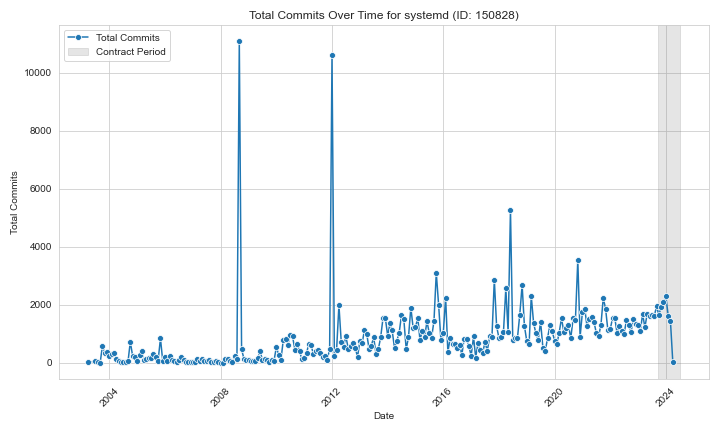 Total Commits Over Time for systemd (ID: 150828)
Total Commits
Contract Period
10000
8000
6000
4000
2000
0
Total Commits
2004
2008
2012
2016
2020
2024
Date